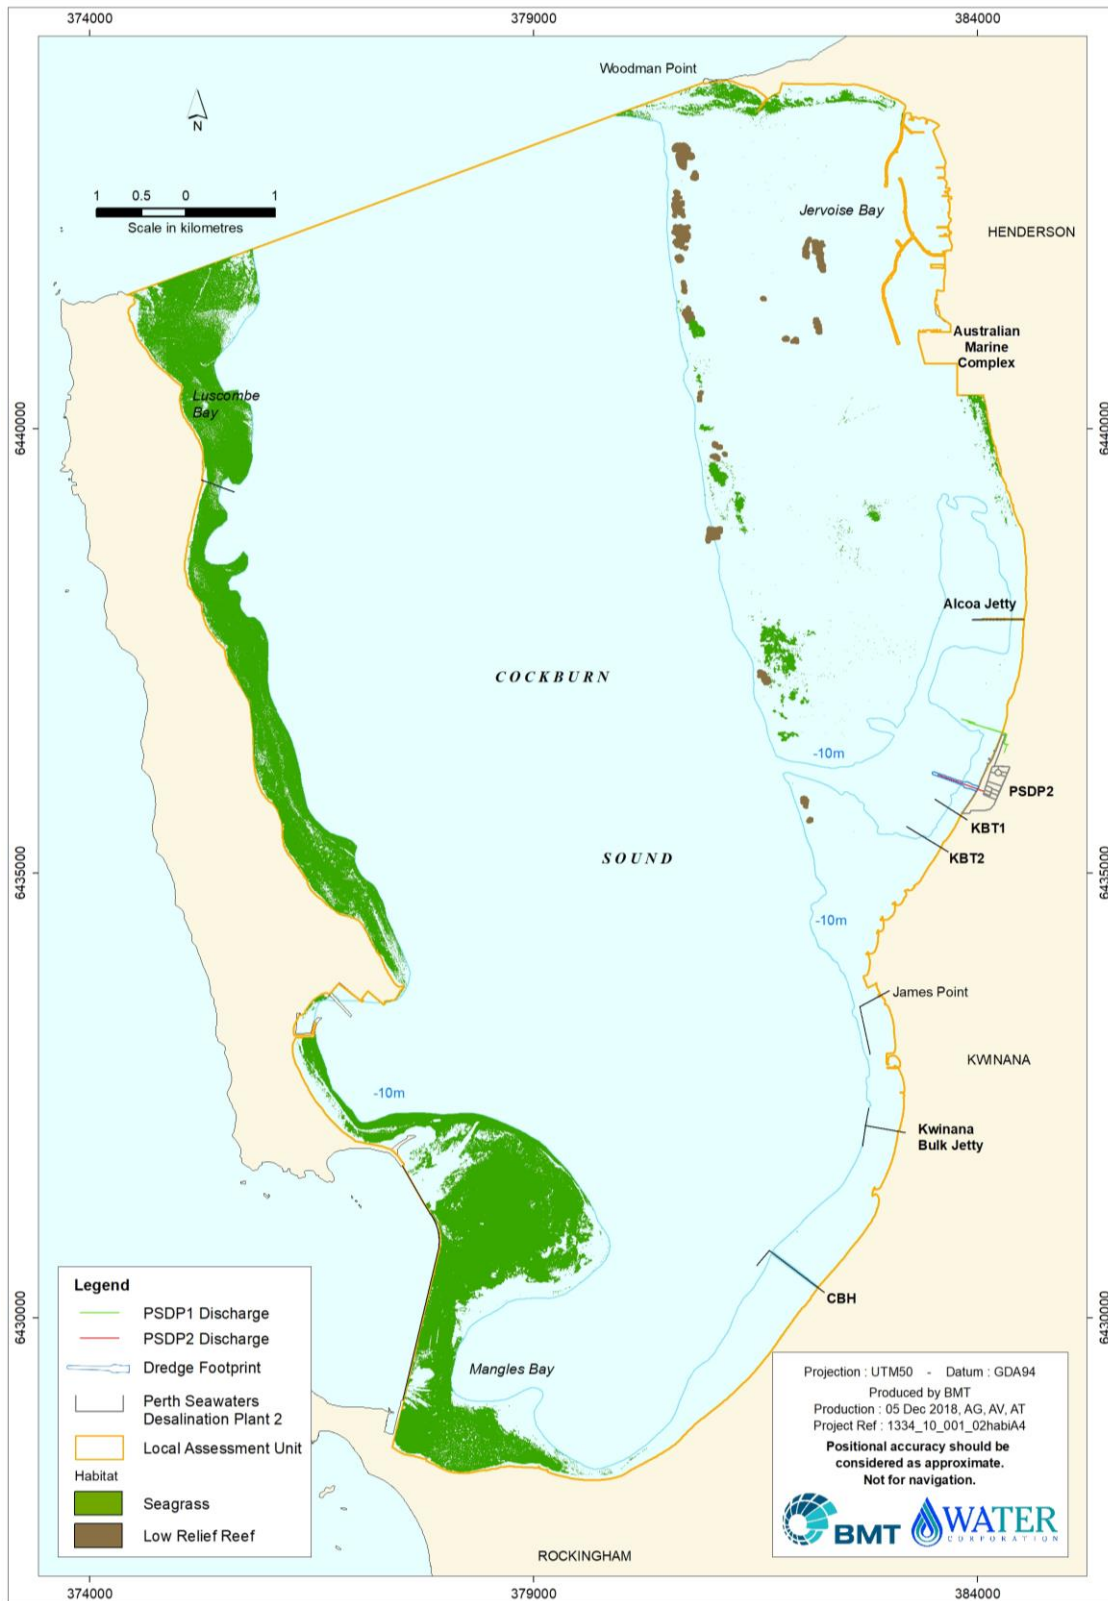 374000
379000
384000
Woodman Point
N
1 0.5 0 1
Scale in kilometres
Jervoise Bay
HENDERSON
Australian
Marine
Complex
Luscombe
Bay
6440000
6440000
Alcoa Jetty
COCKBURN
-10m
PSDP2
KBT1
KBT2
SOUND
6435000
6435000
-10m
James Point
KWINANA
-10m
Kwinana
Bulk Jetty
CBH
6430000
6430000
Mangles Bay
ROCKINGHAM
Legend
PSDP1 Discharge
PSDP2 Discharge
Dredge Footprint
Perth Seawaters
Desalination Plant 2
Local Assessment Unit
Habitat
Seagrass
Low Relief Reef
Projection : UTM50 - Datum : GDA94
Produced by BMT
Production : 05 Dec 2018, AG, AV, AT
Project Ref : 1334_10_001_02habiA4
Positional accuracy should be
considered as approximate.
Not for navigation.
BMT
WATER
CORPORATION
374000
379000
384000